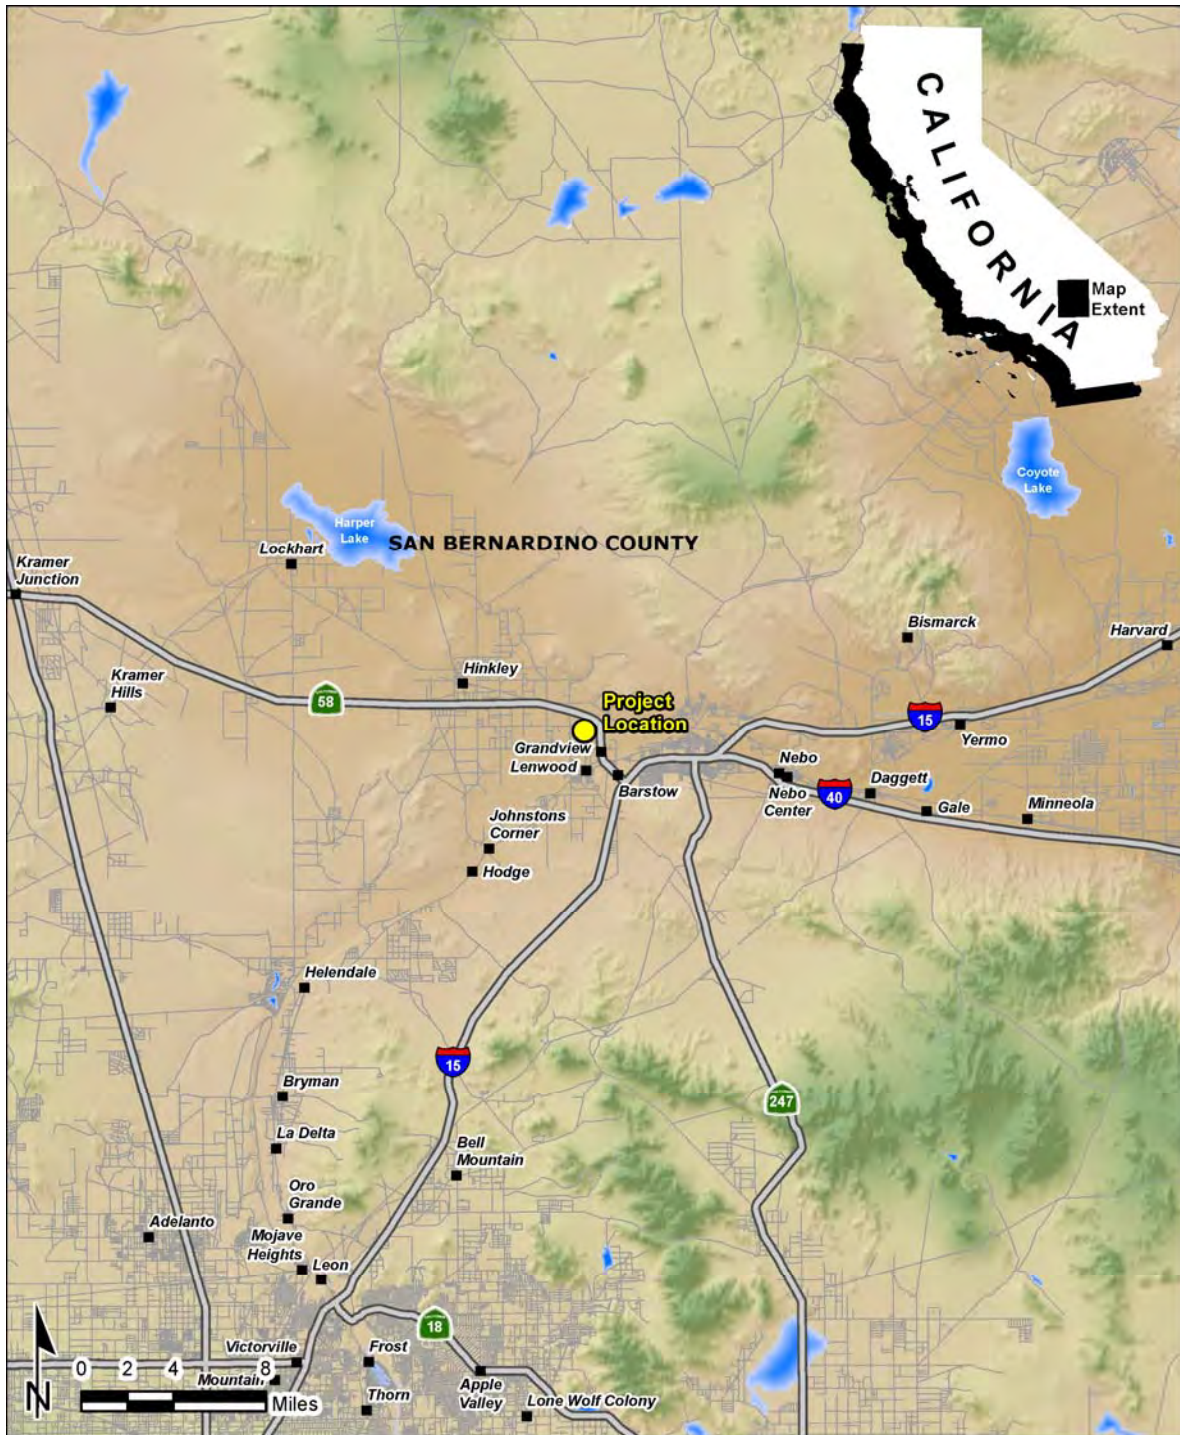 CALIFORNIA
Map
Extent
Coyote
Lake
Harper
Lake
SAN BERNARDINO COUNTY
Lockhart
Kramer
Junction
Bismarck
Harvard
Hinkley
Kramer
Hills
58
Project
Location
15
Yermo
Grandview
Lenwood
Barstow
Nebo
Nebo
Center
40
Daggett
Gale
Minneola
Johnstons
Corner
Hodge
Helendale
15
Bryman
247
La Delta
Bell
Mountain
Oro
Grande
Adelanto
Mojave
Heights
Leon
18
Victorville
Frost
Mountain
Apple
Valley
Thorn
Lone Wolf Colony
N
0 2 4 8
Miles